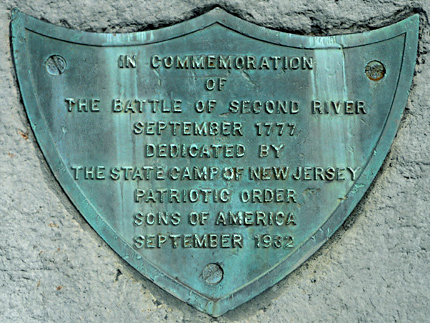 IN COMMEMORATION
OF
THE BATTLE OF SECOND RIVER
SEPTEMBER 1777
DEDICATED BY
THE STATE CAMP OF NEW JERSEY
PATRIOTIC ORDER
SONS OF AMERICA
SEPTEMBER 1932